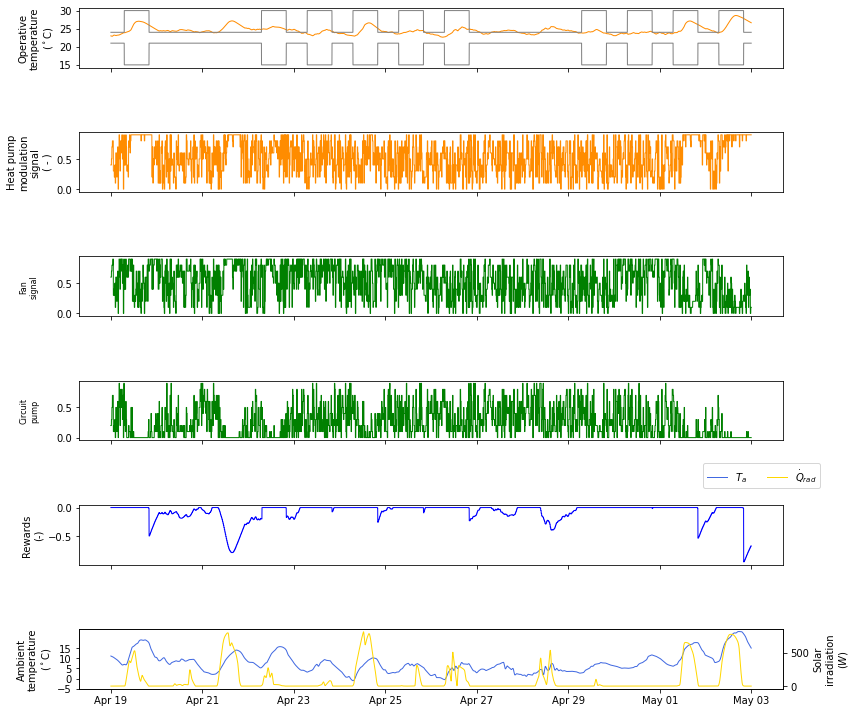 Operative
temperature
(°C)
30
25
20
15
Heat pump
modulation
signal
( - )
0.5
0.0
Fan
signal
0.5
0.0
Circuit
pump
0.5
0.0
T_a
Q̇_rad
Rewards
(-)
0.0
−0.5
Ambient
temperature
(°C)
15
10
5
0
−5
500
0
Solar
irradiation
(W)
Apr 19
Apr 21
Apr 23
Apr 25
Apr 27
Apr 29
May 01
May 03